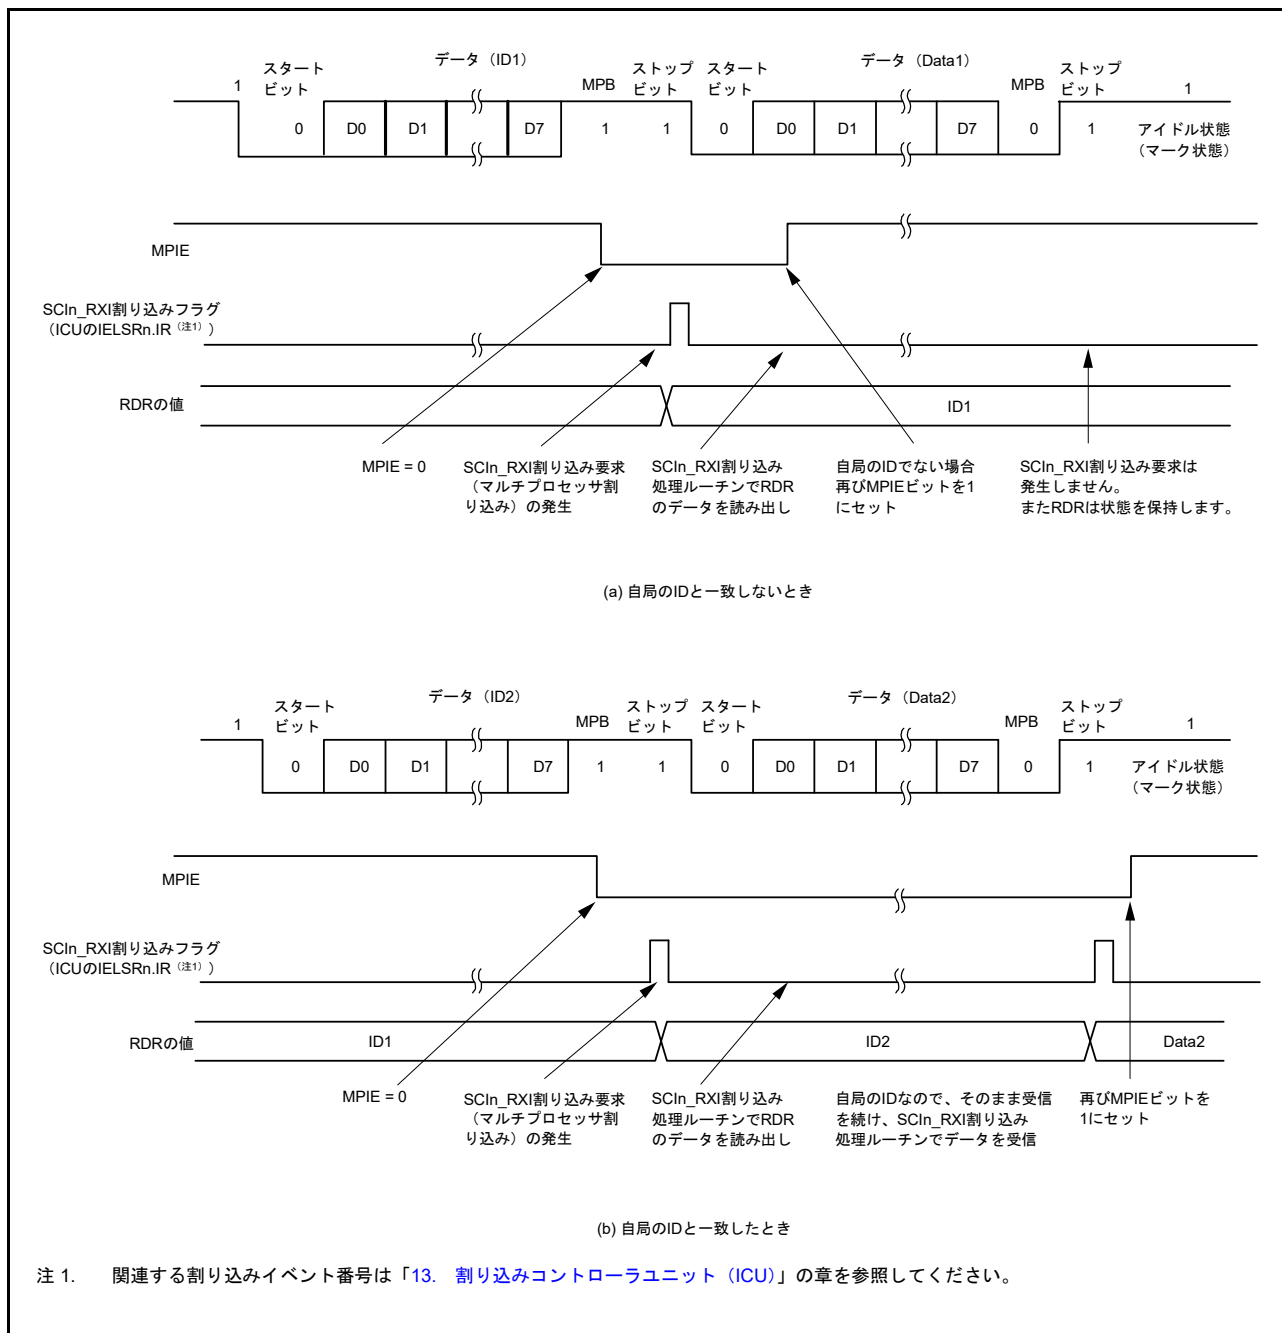 データ（ID1）
データ（Data1）
1
スタート
ビット
MPB
ストップ
ビット
スタート
ビット
MPB
ストップ
ビット
1
0 D0 D1 D7 1 1 0 D0 D1 D7 0 1 アイドル状態
（マーク状態）
MPIE
SCIn_RXI割り込みフラグ
（ICUのIELSRn.IR（注1））
RDRの値
ID1
MPIE = 0
SCIn_RXI割り込み要求
（マルチプロセッサ割
り込み）の発生
SCIn_RXI割り込み
処理ルーチンでRDR
のデータを読み出し
自局のIDでない場合
再びMPIEビットを1
にセット
SCIn_RXI割り込み要求は
発生しません。
またRDRは状態を保持します。
(a) 自局のIDと一致しないとき
データ（ID2）
データ（Data2）
1
スタート
ビット
MPB
ストップ
ビット
スタート
ビット
MPB
ストップ
ビット
1
0 D0 D1 D7 1 1 0 D0 D1 D7 0 1 アイドル状態
（マーク状態）
MPIE
SCIn_RXI割り込みフラグ
（ICUのIELSRn.IR（注1））
RDRの値
ID1
ID2
Data2
MPIE = 0
SCIn_RXI割り込み要求
（マルチプロセッサ割
り込み）の発生
SCIn_RXI割り込み
処理ルーチンでRDR
のデータを読み出し
自局のIDなので、そのまま受信
を続け、SCIn_RXI割り込み
処理ルーチンでデータを受信
再びMPIEビットを
1にセット
(b) 自局のIDと一致したとき
注 1. 関連する割り込みイベント番号は「13. 割り込みコントローラユニット（ICU）」の章を参照してください。